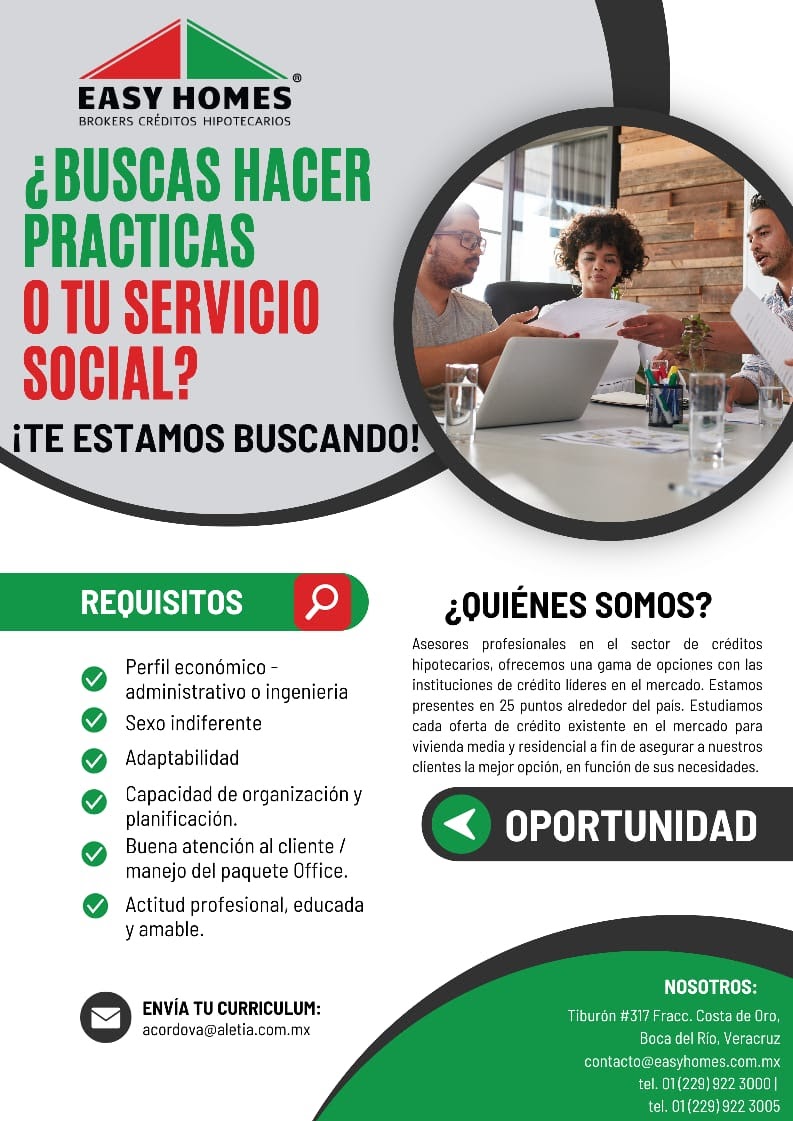 EASY HOMES®
BROKERS CRÉDITOS HIPOTECARIOS
¿BUSCAS HACER
PRACTICAS
O TU SERVICIO
SOCIAL?
¡TE ESTAMOS BUSCANDO!
REQUISITOS
Perfil económico -
administrativo o ingenieria
Sexo indiferente
Adaptabilidad
Capacidad de organización y
planificación.
Buena atención al cliente /
manejo del paquete Office.
Actitud profesional, educada
y amable.
ENVÍA TU CURRICULUM:
acordova@aletia.com.mx
¿QUIÉNES SOMOS?
Asesores profesionales en el sector de créditos
hipotecarios, ofrecemos una gama de opciones con las
instituciones de crédito líderes en el mercado. Estamos
presentes en 25 puntos alrededor del país. Estudiamos
cada oferta de crédito existente en el mercado para
vivienda media y residencial a fin de asegurar a nuestros
clientes la mejor opción, en función de sus necesidades.
OPORTUNIDAD
NOSOTROS:
Tiburón #317 Fracc. Costa de Oro,
Boca del Río, Veracruz
contacto@easyhomes.com.mx
tel. 01 (229) 922 3000 |
tel. 01 (229) 922 3005